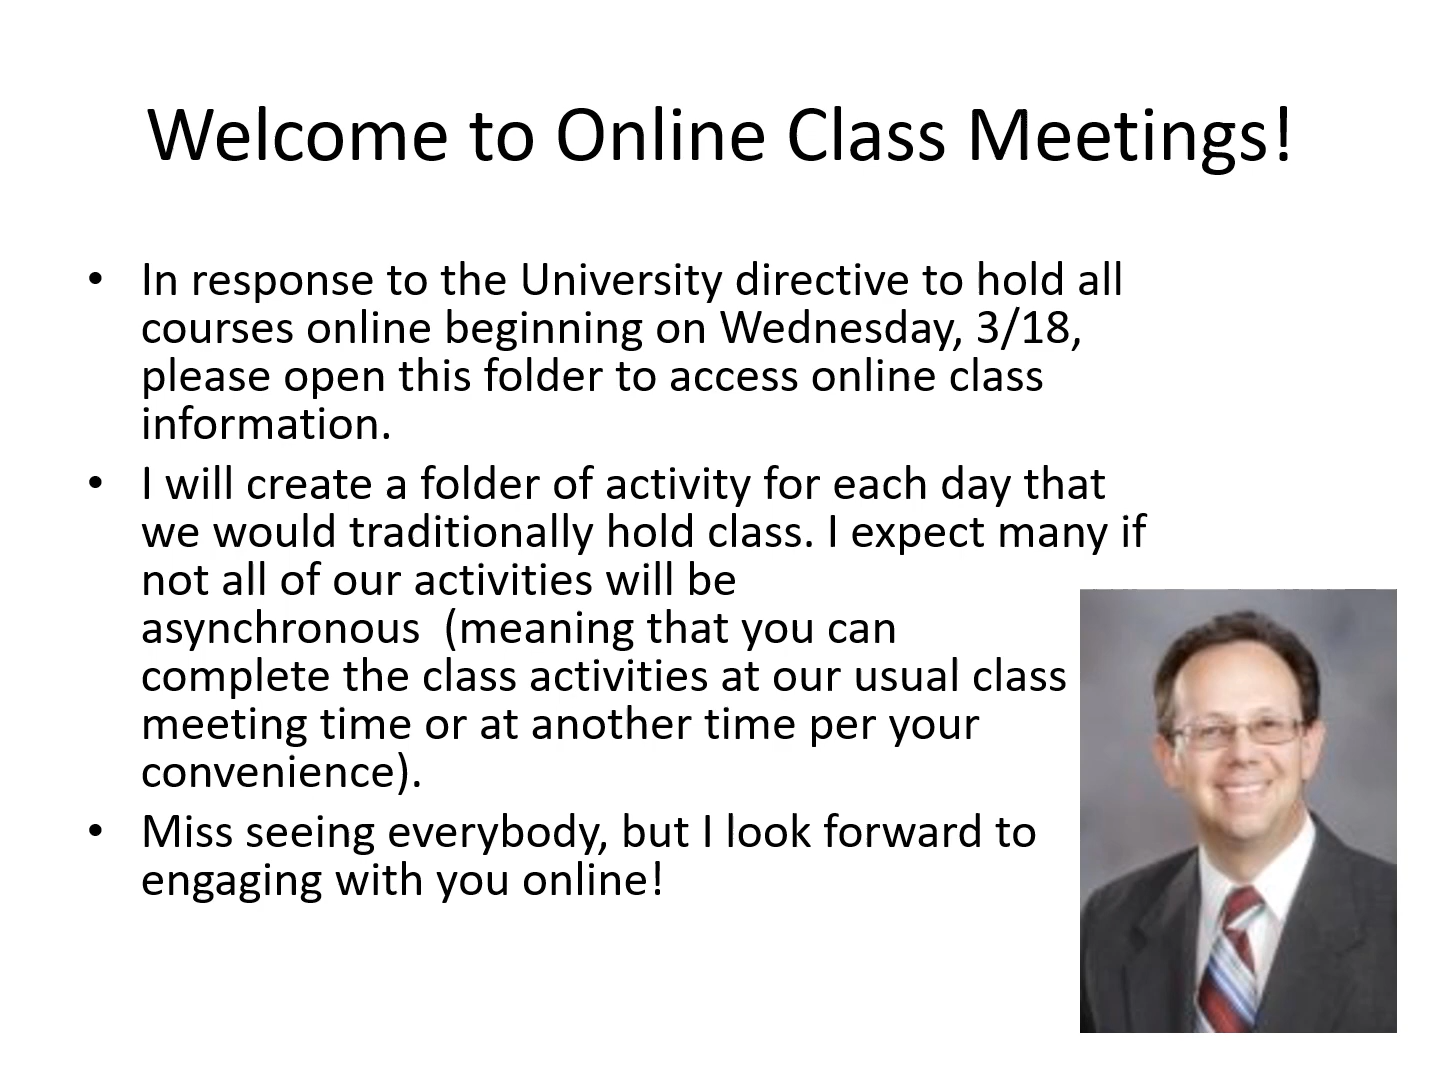 Welcome to Online Class Meetings!
• In response to the University directive to hold all
courses online beginning on Wednesday, 3/18,
please open this folder to access online class
information.
• I will create a folder of activity for each day that
we would traditionally hold class. I expect many if
not all of our activities will be
asynchronous  (meaning that you can
complete the class activities at our usual class
meeting time or at another time per your
convenience).
• Miss seeing everybody, but I look forward to
engaging with you online!